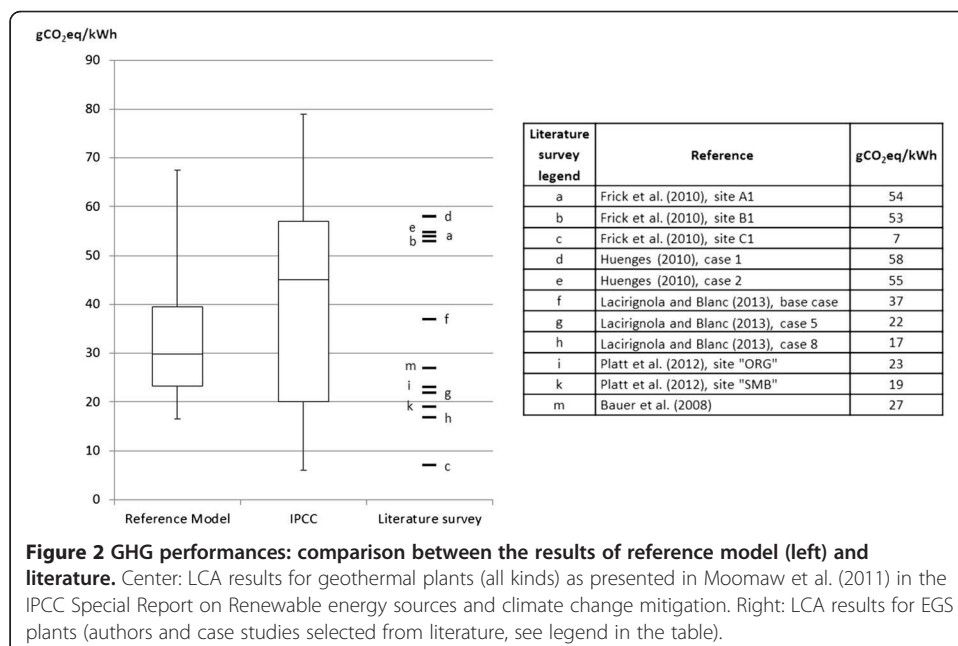 gCO₂eq/kWh
90
80
70
60
50
40
30
20
10
0
d
e
a
b
f
m
i
g
k
h
c
Reference Model IPCC Literature survey
Literature survey legend Reference gCO₂eq/kWh
a Frick et al. (2010), site A1 54
b Frick et al. (2010), site B1 53
c Frick et al. (2010), site C1 7
d Huenges (2010), case 1 58
e Huenges (2010), case 2 55
f Lacirignola and Blanc (2013), base case 37
g Lacirignola and Blanc (2013), case 5 22
h Lacirignola and Blanc (2013), case 8 17
i Platt et al. (2012), site "ORG" 23
k Platt et al. (2012), site "SMB" 19
m Bauer et al. (2008) 27
Figure 2 GHG performances: comparison between the results of reference model (left) and
literature. Center: LCA results for geothermal plants (all kinds) as presented in Moomaw et al. (2011) in the
IPCC Special Report on Renewable energy sources and climate change mitigation. Right: LCA results for EGS
plants (authors and case studies selected from literature, see legend in the table).